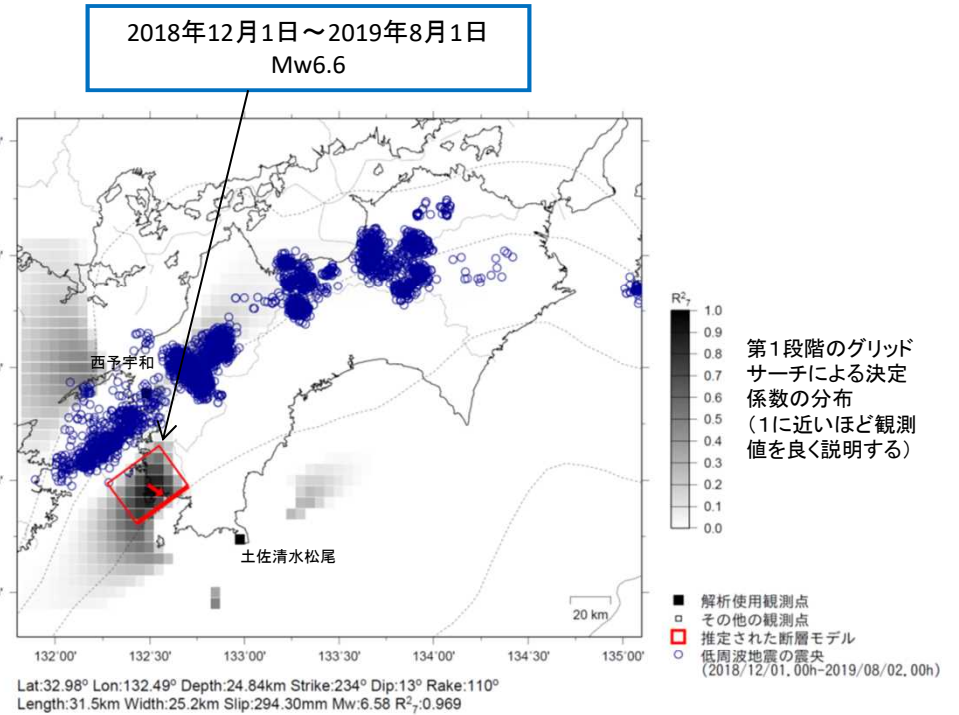 2018年12月1日～2019年8月1日
Mw6.6
西予宇和
土佐清水松尾
20 km
132°00'
132°30'
133°00'
133°30'
134°00'
134°30'
135°00'
R²₇
1.0
0.9
0.8
0.7
0.6
0.5
0.4
0.3
0.2
0.1
0.0
第１段階のグリッド
サーチによる決定
係数の分布
（１に近いほど観測
値を良く説明する）
解析使用観測点
その他の観測点
推定された断層モデル
低周波地震の震央
(2018/12/01.00h-2019/08/02.00h)
Lat:32.98° Lon:132.49° Depth:24.84km Strike:234° Dip:13° Rake:110°
Length:31.5km Width:25.2km Slip:294.30mm Mw:6.58 R²₇:0.969